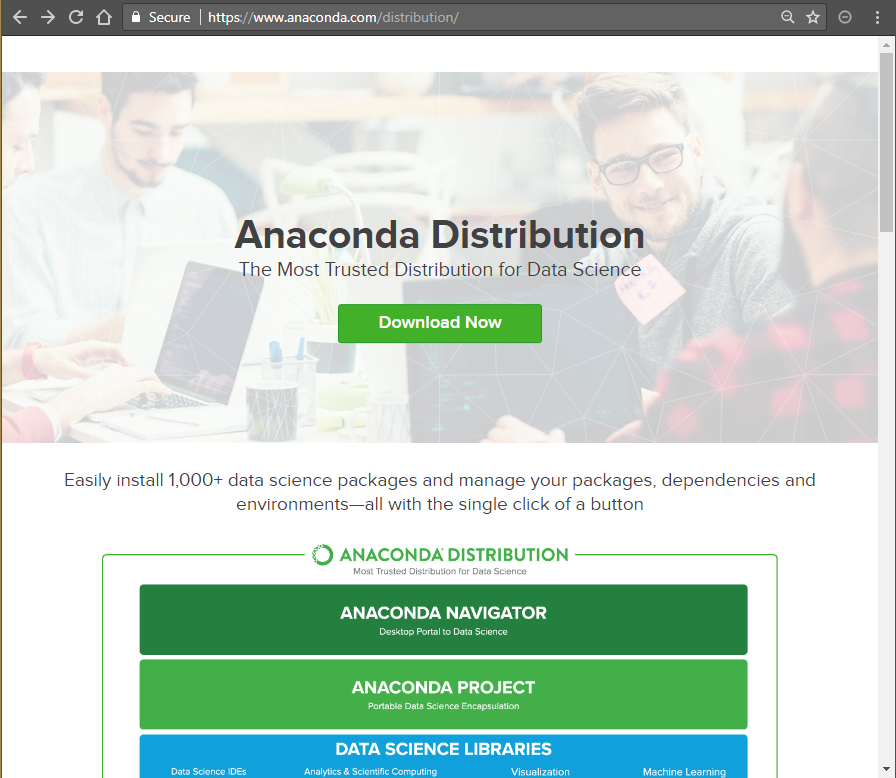 Secure
https://www.anaconda.com/distribution/
Anaconda Distribution
The Most Trusted Distribution for Data Science
Download Now
Easily install 1,000+ data science packages and manage your packages, dependencies and
environments—all with the single click of a button
ANACONDA DISTRIBUTION
Most Trusted Distribution for Data Science
ANACONDA NAVIGATOR
Desktop Portal to Data Science
ANACONDA PROJECT
Portable Data Science Encapsulation
DATA SCIENCE LIBRARIES
Data Science IDEs Analytics & Scientific Computing Visualization Machine Learning